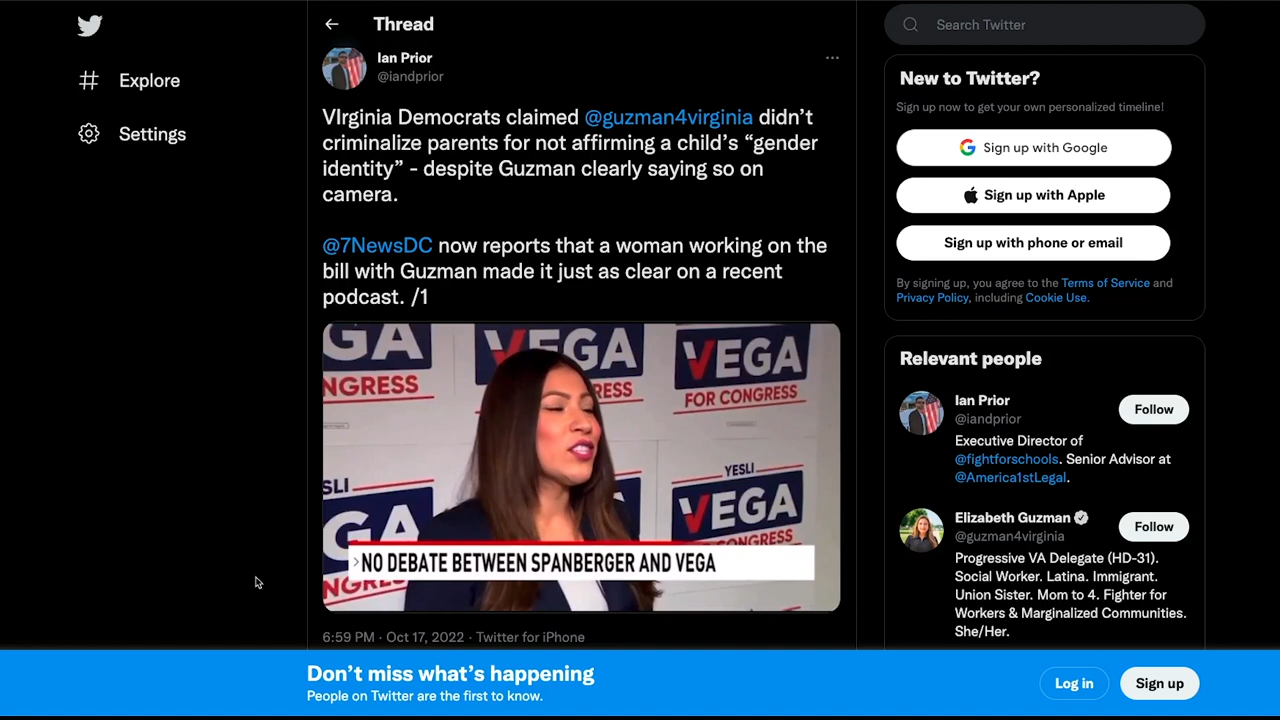 Thread
Search Twitter
Explore
Settings
Ian Prior
@iandprior
VIrginia Democrats claimed @guzman4virginia didn’t
criminalize parents for not affirming a child’s “gender
identity” - despite Guzman clearly saying so on
camera.
@7NewsDC now reports that a woman working on the
bill with Guzman made it just as clear on a recent
podcast. /1
GA
VEGA
VEGA
NGRESS
RESS
FOR CONGRESS
SLI
YESLI
GA
VEGA
NGRE
CONGRESS
NO DEBATE BETWEEN SPANBERGER AND VEGA
6:59 PM · Oct 17, 2022 · Twitter for iPhone
New to Twitter?
Sign up now to get your own personalized timeline!
Sign up with Google
Sign up with Apple
Sign up with phone or email
By signing up, you agree to the Terms of Service and
Privacy Policy, including Cookie Use.
Relevant people
Ian Prior
@iandprior
Follow
Executive Director of
@fightforschools. Senior Advisor at
@America1stLegal.
Elizabeth Guzman
@guzman4virginia
Follow
Progressive VA Delegate (HD-31).
Social Worker. Latina. Immigrant.
Union Sister. Mom to 4. Fighter for
Workers & Marginalized Communities.
She/Her.
Don’t miss what’s happening
People on Twitter are the first to know.
Log in
Sign up